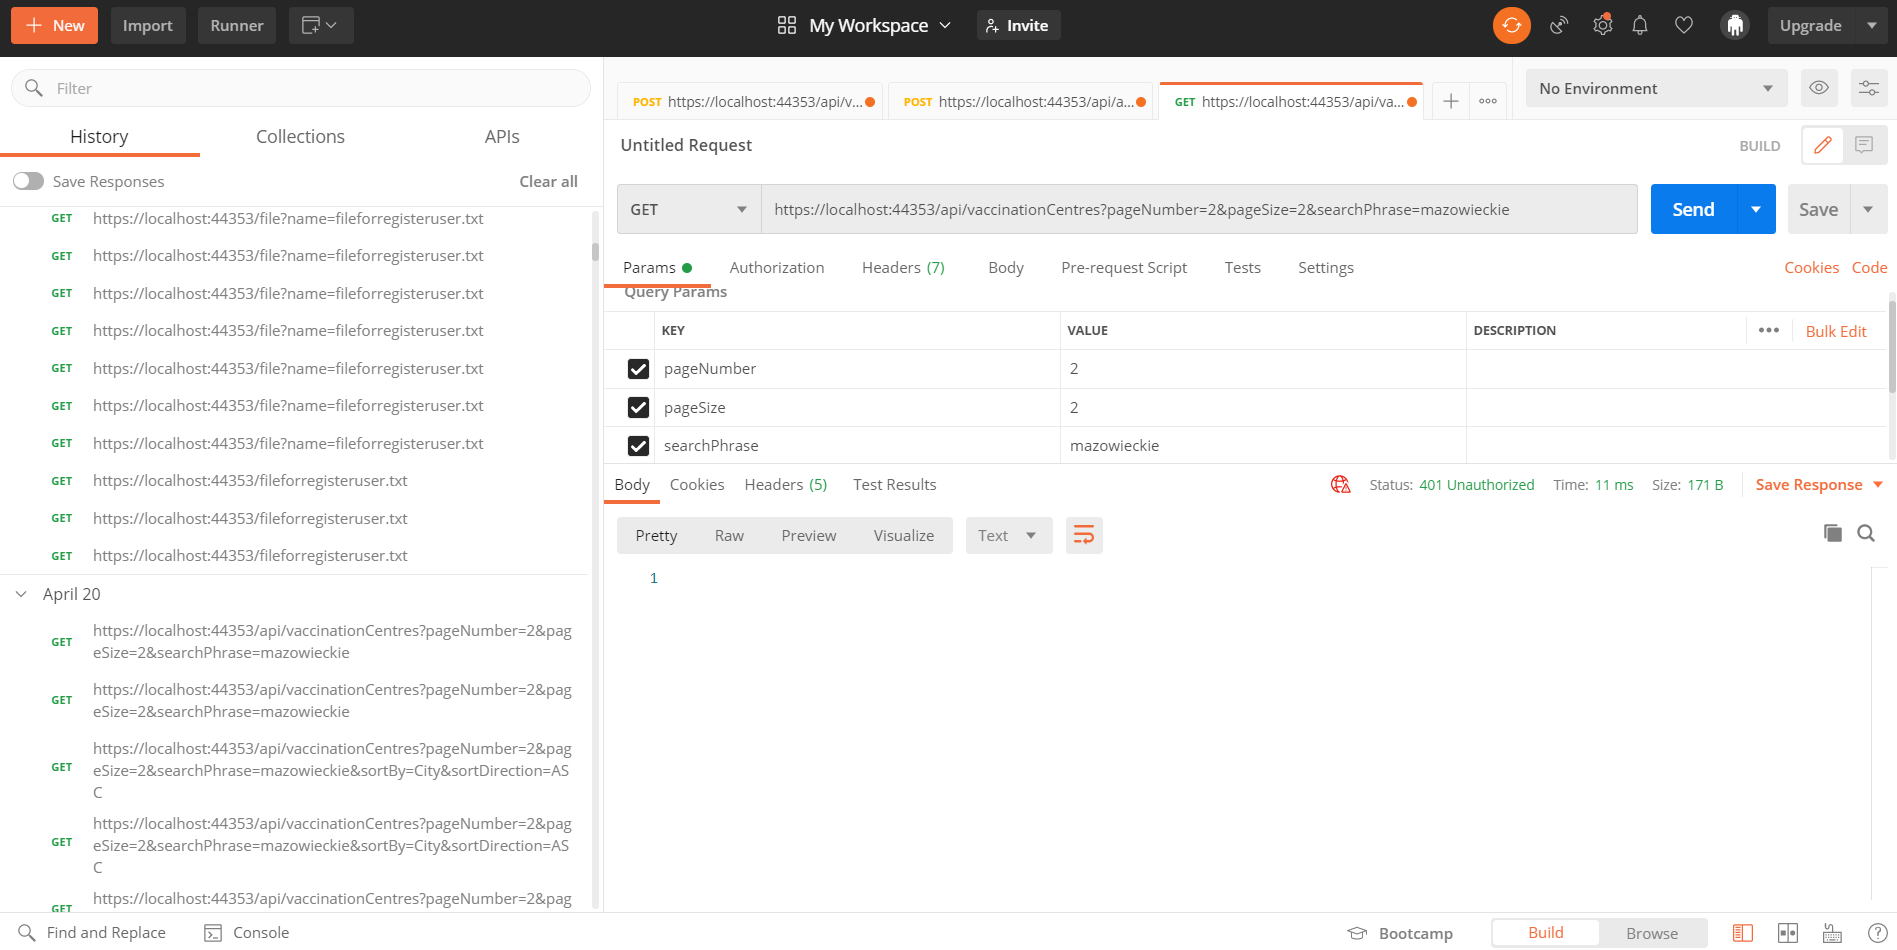 New
Import
Runner
My Workspace
Invite
Upgrade
Filter
History
Collections
APIs
Save Responses
Clear all
GET https://localhost:44353/file?name=fileforregisteruser.txt
GET https://localhost:44353/file?name=fileforregisteruser.txt
GET https://localhost:44353/file?name=fileforregisteruser.txt
GET https://localhost:44353/file?name=fileforregisteruser.txt
GET https://localhost:44353/file?name=fileforregisteruser.txt
GET https://localhost:44353/file?name=fileforregisteruser.txt
GET https://localhost:44353/file?name=fileforregisteruser.txt
GET https://localhost:44353/fileforregisteruser.txt
GET https://localhost:44353/fileforregisteruser.txt
GET https://localhost:44353/fileforregisteruser.txt
April 20
GET https://localhost:44353/api/vaccinationCentres?pageNumber=2&pag
eSize=2&searchPhrase=mazowieckie
GET https://localhost:44353/api/vaccinationCentres?pageNumber=2&pag
eSize=2&searchPhrase=mazowieckie
GET https://localhost:44353/api/vaccinationCentres?pageNumber=2&pag
eSize=2&searchPhrase=mazowieckie&sortBy=City&sortDirection=AS
C
GET https://localhost:44353/api/vaccinationCentres?pageNumber=2&pag
eSize=2&searchPhrase=mazowieckie&sortBy=City&sortDirection=AS
C
GET https://localhost:44353/api/vaccinationCentres?pageNumber=2&pag
POST https://localhost:44353/api/v...
POST https://localhost:44353/api/a...
GET https://localhost:44353/api/va...
No Environment
Untitled Request
BUILD
GET https://localhost:44353/api/vaccinationCentres?pageNumber=2&pageSize=2&searchPhrase=mazowieckie
Send
Save
Params
Authorization
Headers (7)
Body
Pre-request Script
Tests
Settings
Cookies
Code
Query Params
KEY VALUE DESCRIPTION
Bulk Edit
pageNumber 2
pageSize 2
searchPhrase mazowieckie
Body
Cookies
Headers (5)
Test Results
Status: 401 Unauthorized
Time: 11 ms
Size: 171 B
Save Response
Pretty
Raw
Preview
Visualize
Text
1
Find and Replace
Console
Bootcamp
Build
Browse